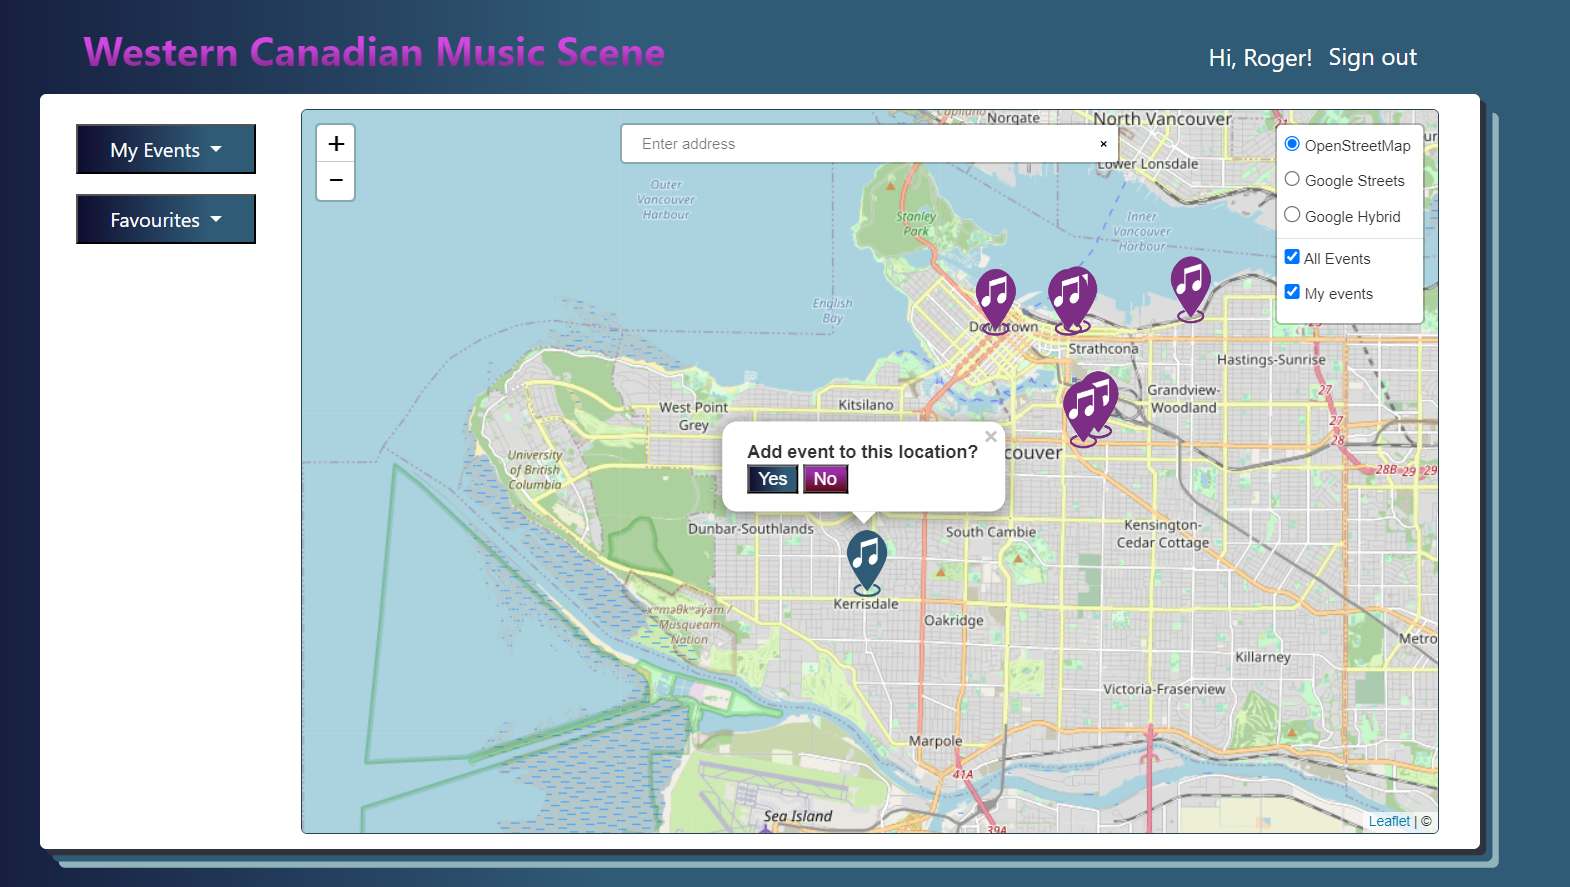 Western Canadian Music Scene
Hi, Roger!
Sign out
My Events
Favourites
+
−
Enter address
×
OpenStreetMap
Google Streets
Google Hybrid
All Events
My events
Norgate
North Vancouver
Lower Lonsdale
Outer
Vancouver
Harbour
Stanley
Park
Inner
Vancouver
Harbour
English
Bay
Strathcona
Hastings-Sunrise
Grandview-
Woodland
27
27
28
28B
29
29
West Point
Grey
Kitsilano
University
of British
Columbia
×
Add event to this location?
Yes
No
Dunbar-Southlands
South Cambie
Kensington-
Cedar Cottage
Kerrisdale
Oakridge
xʷməθkʷəy̓əm /
Musqueam
Nation
Metro
Killarney
Victoria-Fraserview
Marpole
41A
Sea Island
39A
Leaflet | ©